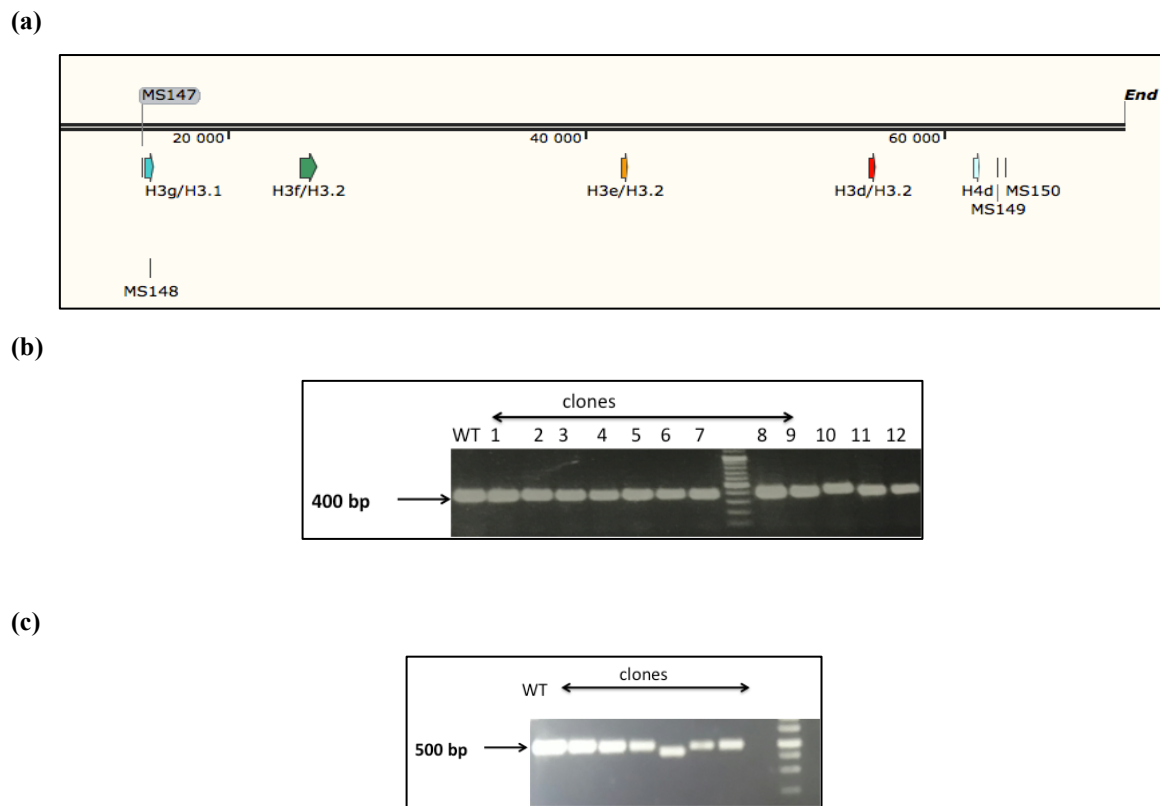 (a)
MS147
End
20 000 40 000 60 000
H3g/H3.1 H3f/H3.2 H3e/H3.2 H3d/H3.2 H4d MS150
MS149
MS148
(b)
clones
WT 1 2 3 4 5 6 7 8 9 10 11 12
400 bp
(c)
clones
WT
500 bp